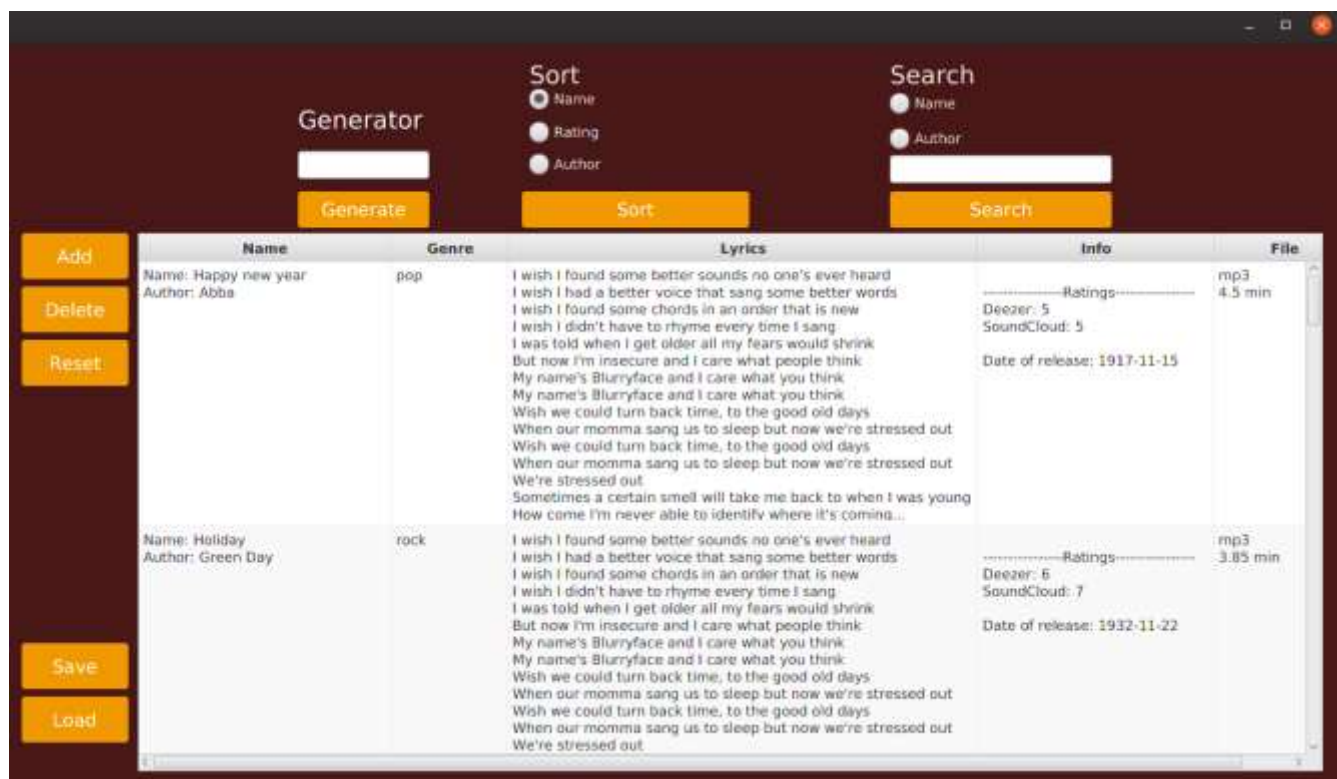 Generator
Generate
Sort
Name
Rating
Author
Sort
Search
Name
Author
Search
Add
Delete
Reset
Save
Load
Name Genre Lyrics Info File
Name: Happy new year
Author: Abba
pop
I wish I found some better sounds no one's ever heard
I wish I had a better voice that sang some better words
I wish I found some chords in an order that is new
I wish I didn't have to rhyme every time I sang
I was told when I get older all my fears would shrink
But now I'm insecure and I care what people think
My name's Blurryface and I care what you think
My name's Blurryface and I care what you think
Wish we could turn back time, to the good old days
When our momma sang us to sleep but now we're stressed out
Wish we could turn back time, to the good old days
When our momma sang us to sleep but now we're stressed out
We're stressed out
Sometimes a certain smell will take me back to when I was young
How come I'm never able to identify where it's coming...
-----------------Ratings-----------------
Deezer: 5
SoundCloud: 5
Date of release: 1917-11-15
mp3
4.5 min
Name: Holiday
Author: Green Day
rock
I wish I found some better sounds no one's ever heard
I wish I had a better voice that sang some better words
I wish I found some chords in an order that is new
I wish I didn't have to rhyme every time I sang
I was told when I get older all my fears would shrink
But now I'm insecure and I care what people think
My name's Blurryface and I care what you think
My name's Blurryface and I care what you think
Wish we could turn back time, to the good old days
When our momma sang us to sleep but now we're stressed out
Wish we could turn back time, to the good old days
When our momma sang us to sleep but now we're stressed out
We're stressed out
-----------------Ratings-----------------
Deezer: 6
SoundCloud: 7
Date of release: 1932-11-22
mp3
3.85 min